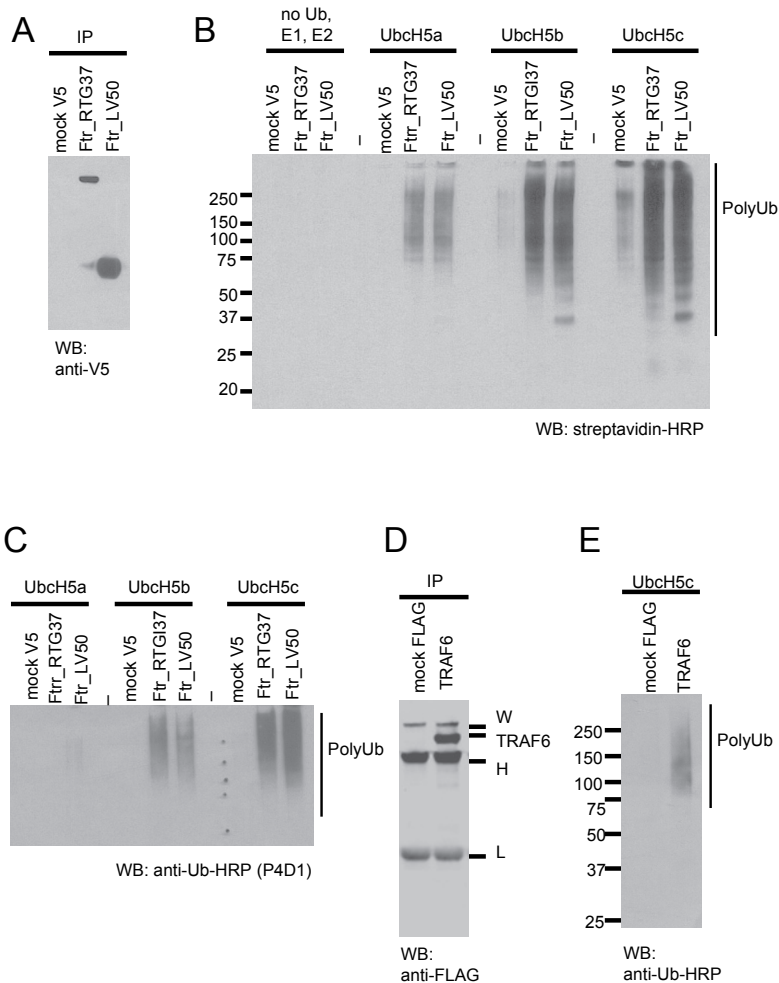 A
IP
mock V5
Ftr_RTG37
Ftr_LV50
WB:
anti-V5
B
no Ub,
E1, E2
UbcH5a
UbcH5b
UbcH5c
mock V5
Ftr_RTG37
Ftr_LV50
–
mock V5
Ftrr_RTG37
Ftr_LV50
–
mock V5
Ftr_RTGI37
Ftr_LV50
–
mock V5
Ftr_RTG37
Ftr_LV50
250
150
100
75
50
37
25
20
PolyUb
WB: streptavidin-HRP
C
UbcH5a
UbcH5b
UbcH5c
mock V5
Ftrr_RTG37
Ftr_LV50
–
mock V5
Ftr_RTGI37
Ftr_LV50
–
mock V5
Ftr_RTG37
Ftr_LV50
PolyUb
WB: anti-Ub-HRP (P4D1)
D
IP
mock FLAG
TRAF6
W
TRAF6
H
L
WB:
anti-FLAG
E
UbcH5c
mock FLAG
TRAF6
250
150
100
75
50
37
25
PolyUb
WB:
anti-Ub-HRP